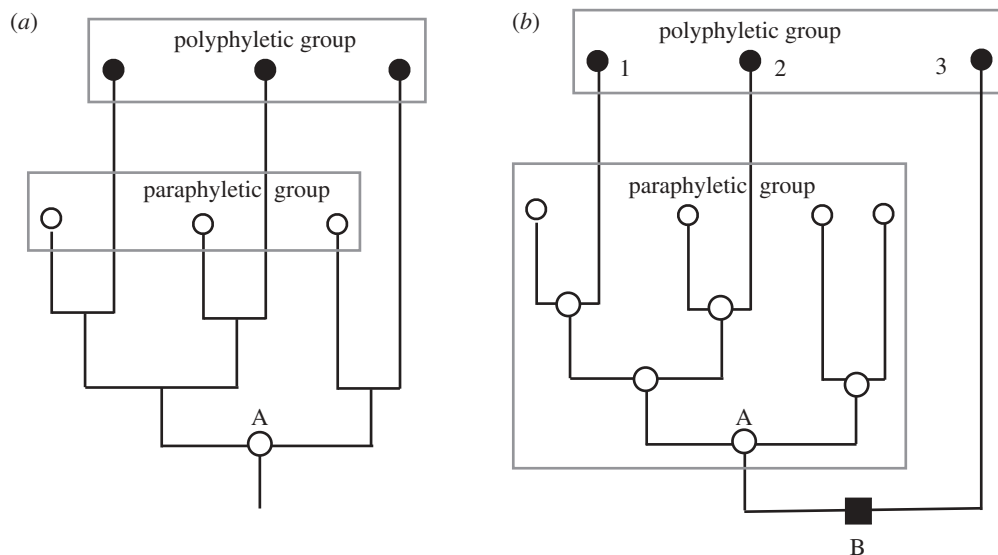 (a)
polyphyletic group
paraphyletic group
A
(b)
polyphyletic group
1
2
3
paraphyletic group
A
B